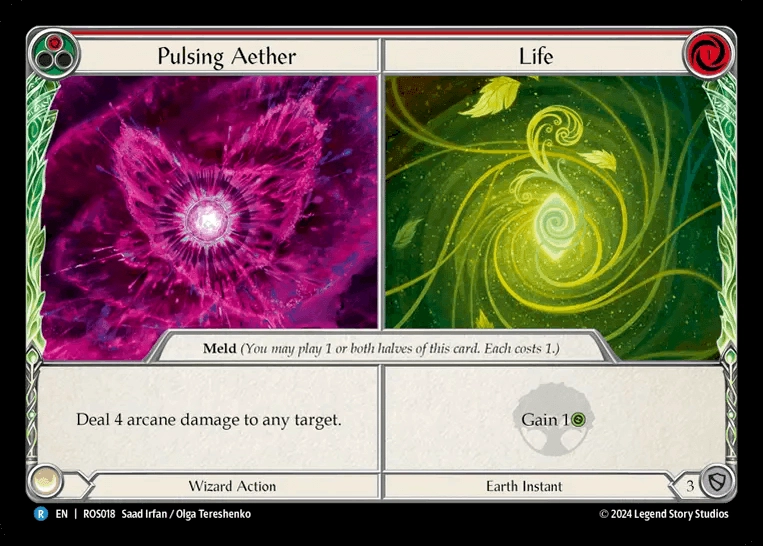 Pulsing Aether
Life
1
Meld (You may play 1 or both halves of this card. Each costs 1.)
Deal 4 arcane damage to any target.
Gain 1
Wizard Action
Earth Instant
3
R EN | ROS018 Saad Irfan / Olga Tereshenko
© 2024 Legend Story Studios